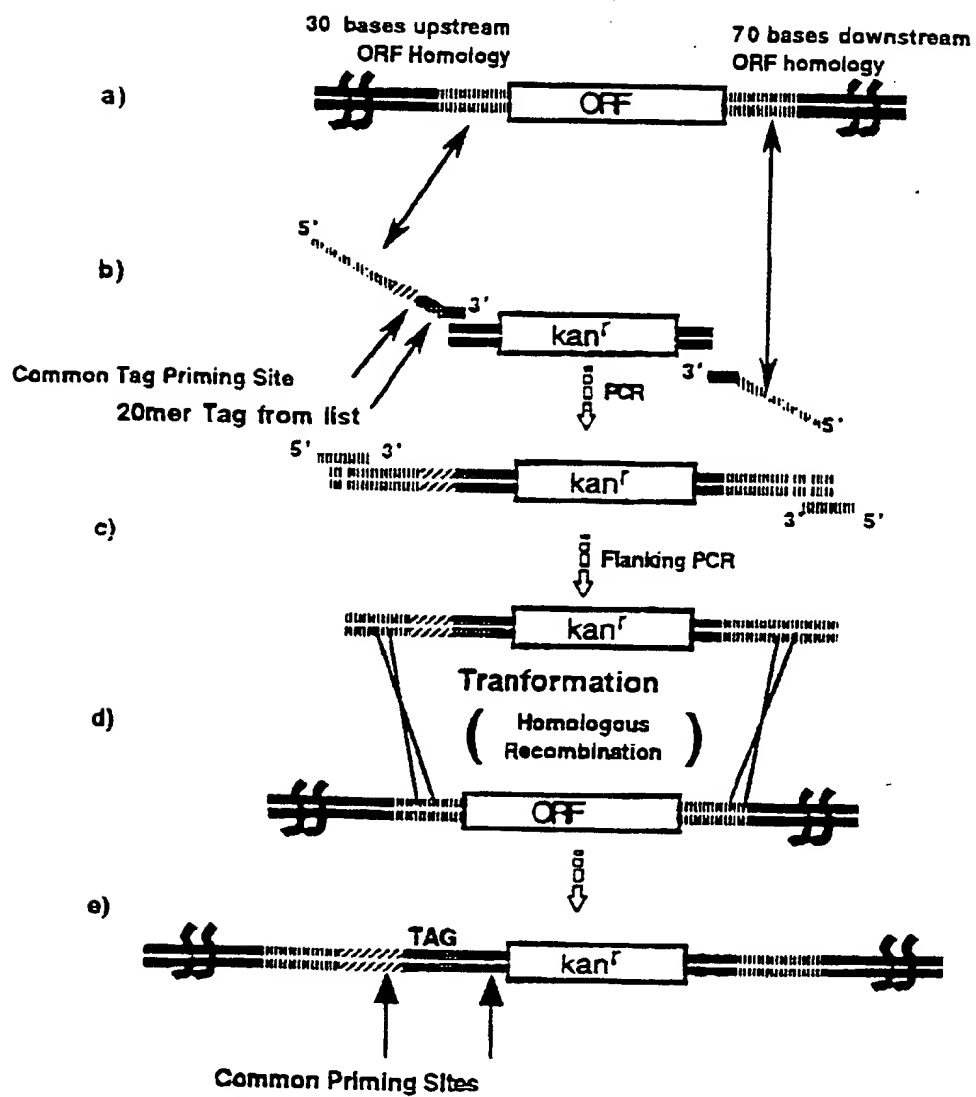 30 bases upstream
ORF Homology
70 bases downstream
ORF homology
a)
ORF
5'
b)
3'
kanʳ
Common Tag Priming Site
20mer Tag from list
PCR
3'
5'
5' 3'
kanʳ
3' 5'
c)
Flanking PCR
kanʳ
Tranformation
( Homologous
Recombination )
d)
ORF
e)
TAG
kanʳ
Common Priming Sites